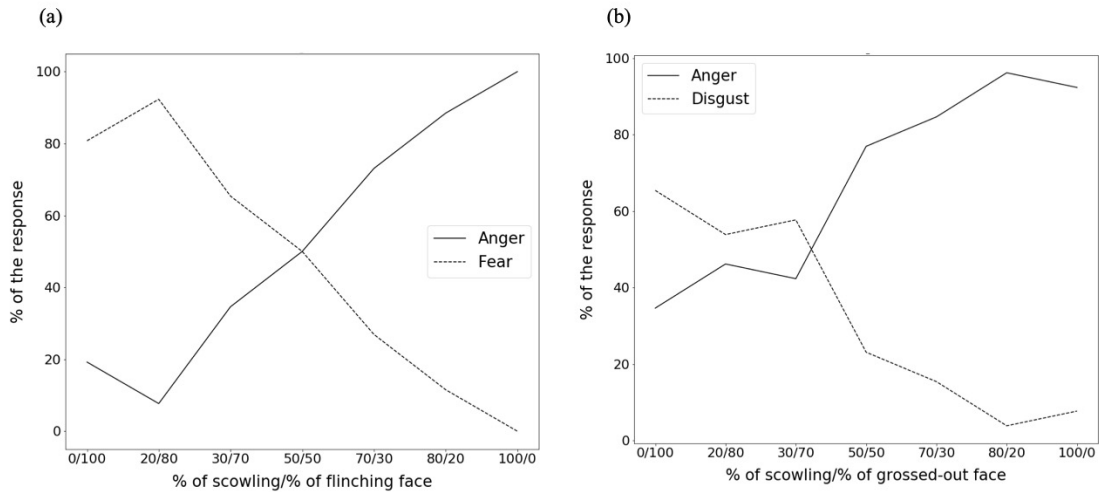 (a)
100
80
60
40
20
0
% of the response
Anger
Fear
0/100 20/80 30/70 50/50 70/30 80/20 100/0
% of scowling/% of flinching face
(b)
100
80
60
40
20
0
% of the response
Anger
Disgust
0/100 20/80 30/70 50/50 70/30 80/20 100/0
% of scowling/% of grossed-out face